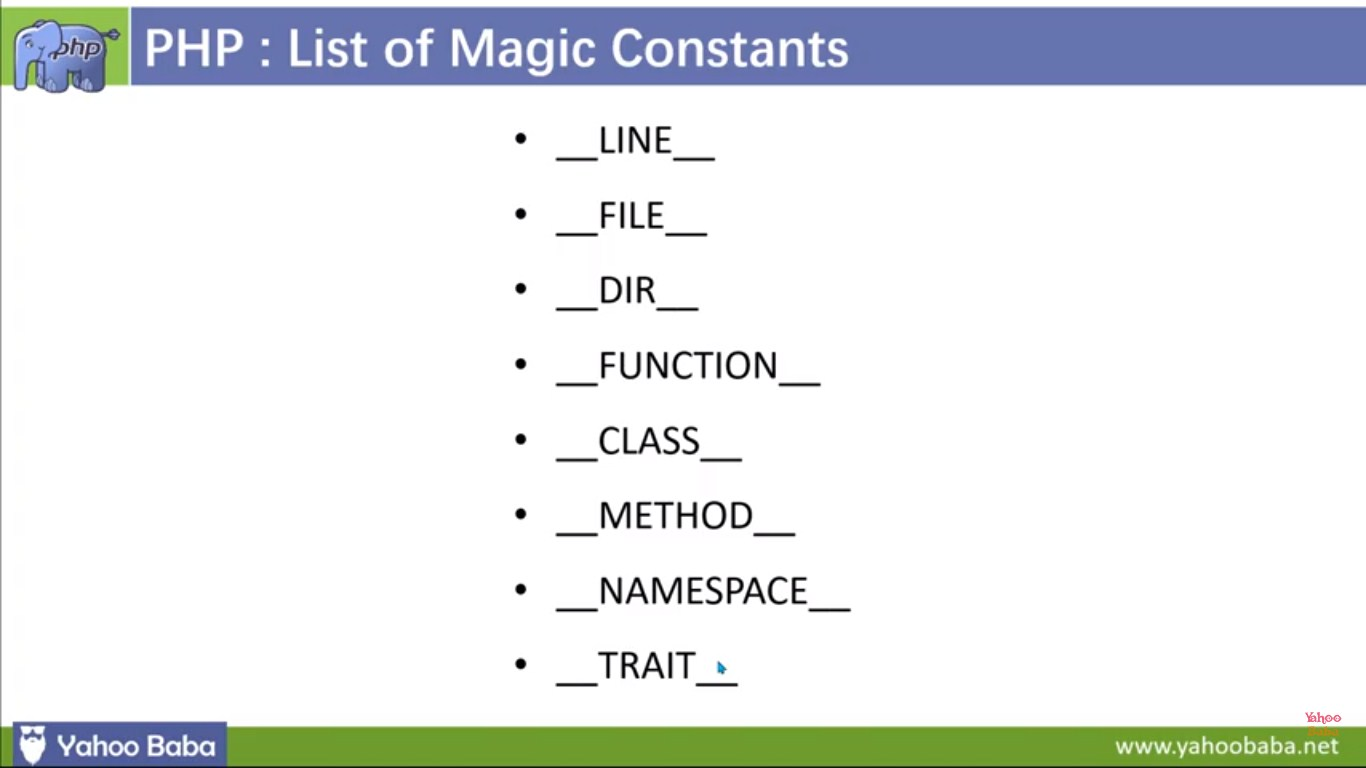 php
PHP : List of Magic Constants
• __LINE__
• __FILE__
• __DIR__
• __FUNCTION__
• __CLASS__
• __METHOD__
• __NAMESPACE__
• __TRAIT__
Yahoo
Baba
Yahoo Baba
www.yahoobaba.net